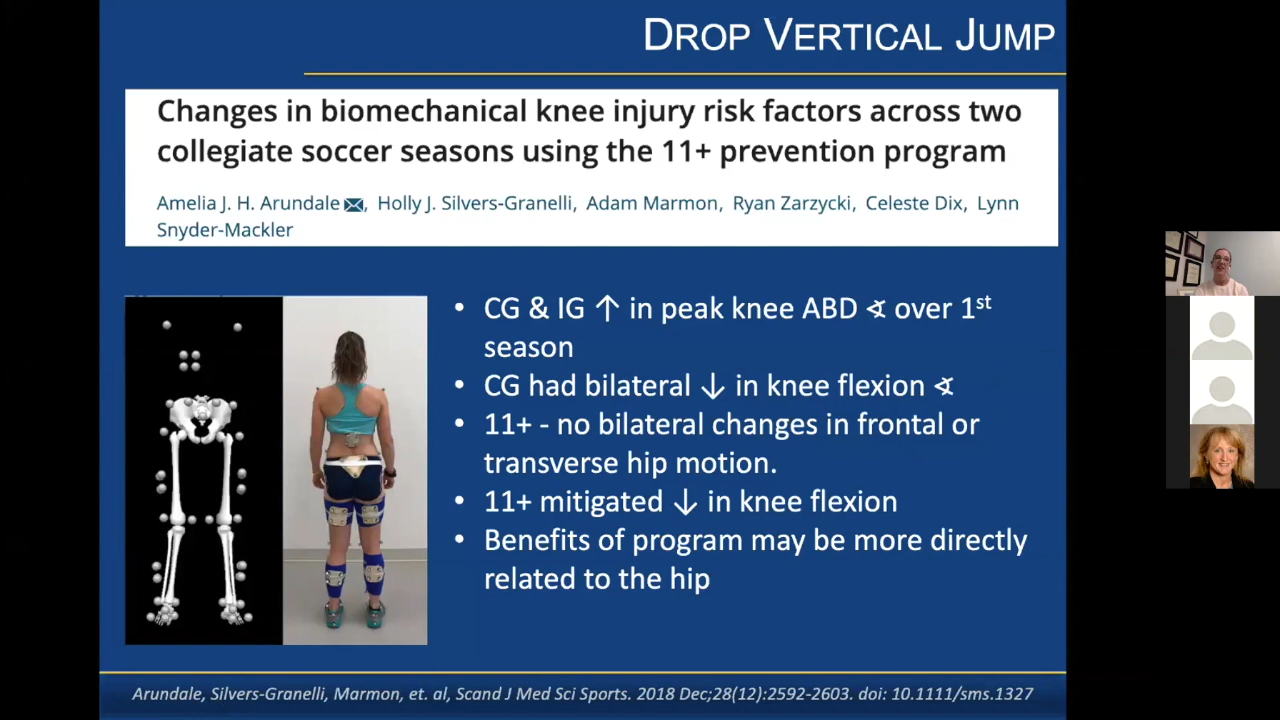 DROP VERTICAL JUMP
Changes in biomechanical knee injury risk factors across two
collegiate soccer seasons using the 11+ prevention program
Amelia J. H. Arundale, Holly J. Silvers-Granelli, Adam Marmon, Ryan Zarzycki, Celeste Dix, Lynn
Snyder-Mackler
• CG & IG ↑ in peak knee ABD ∢ over 1st
season
• CG had bilateral ↓ in knee flexion ∢
• 11+ - no bilateral changes in frontal or
transverse hip motion.
• 11+ mitigated ↓ in knee flexion
• Benefits of program may be more directly
related to the hip
Arundale, Silvers-Granelli, Marmon, et. al, Scand J Med Sci Sports. 2018 Dec;28(12):2592-2603. doi: 10.1111/sms.1327